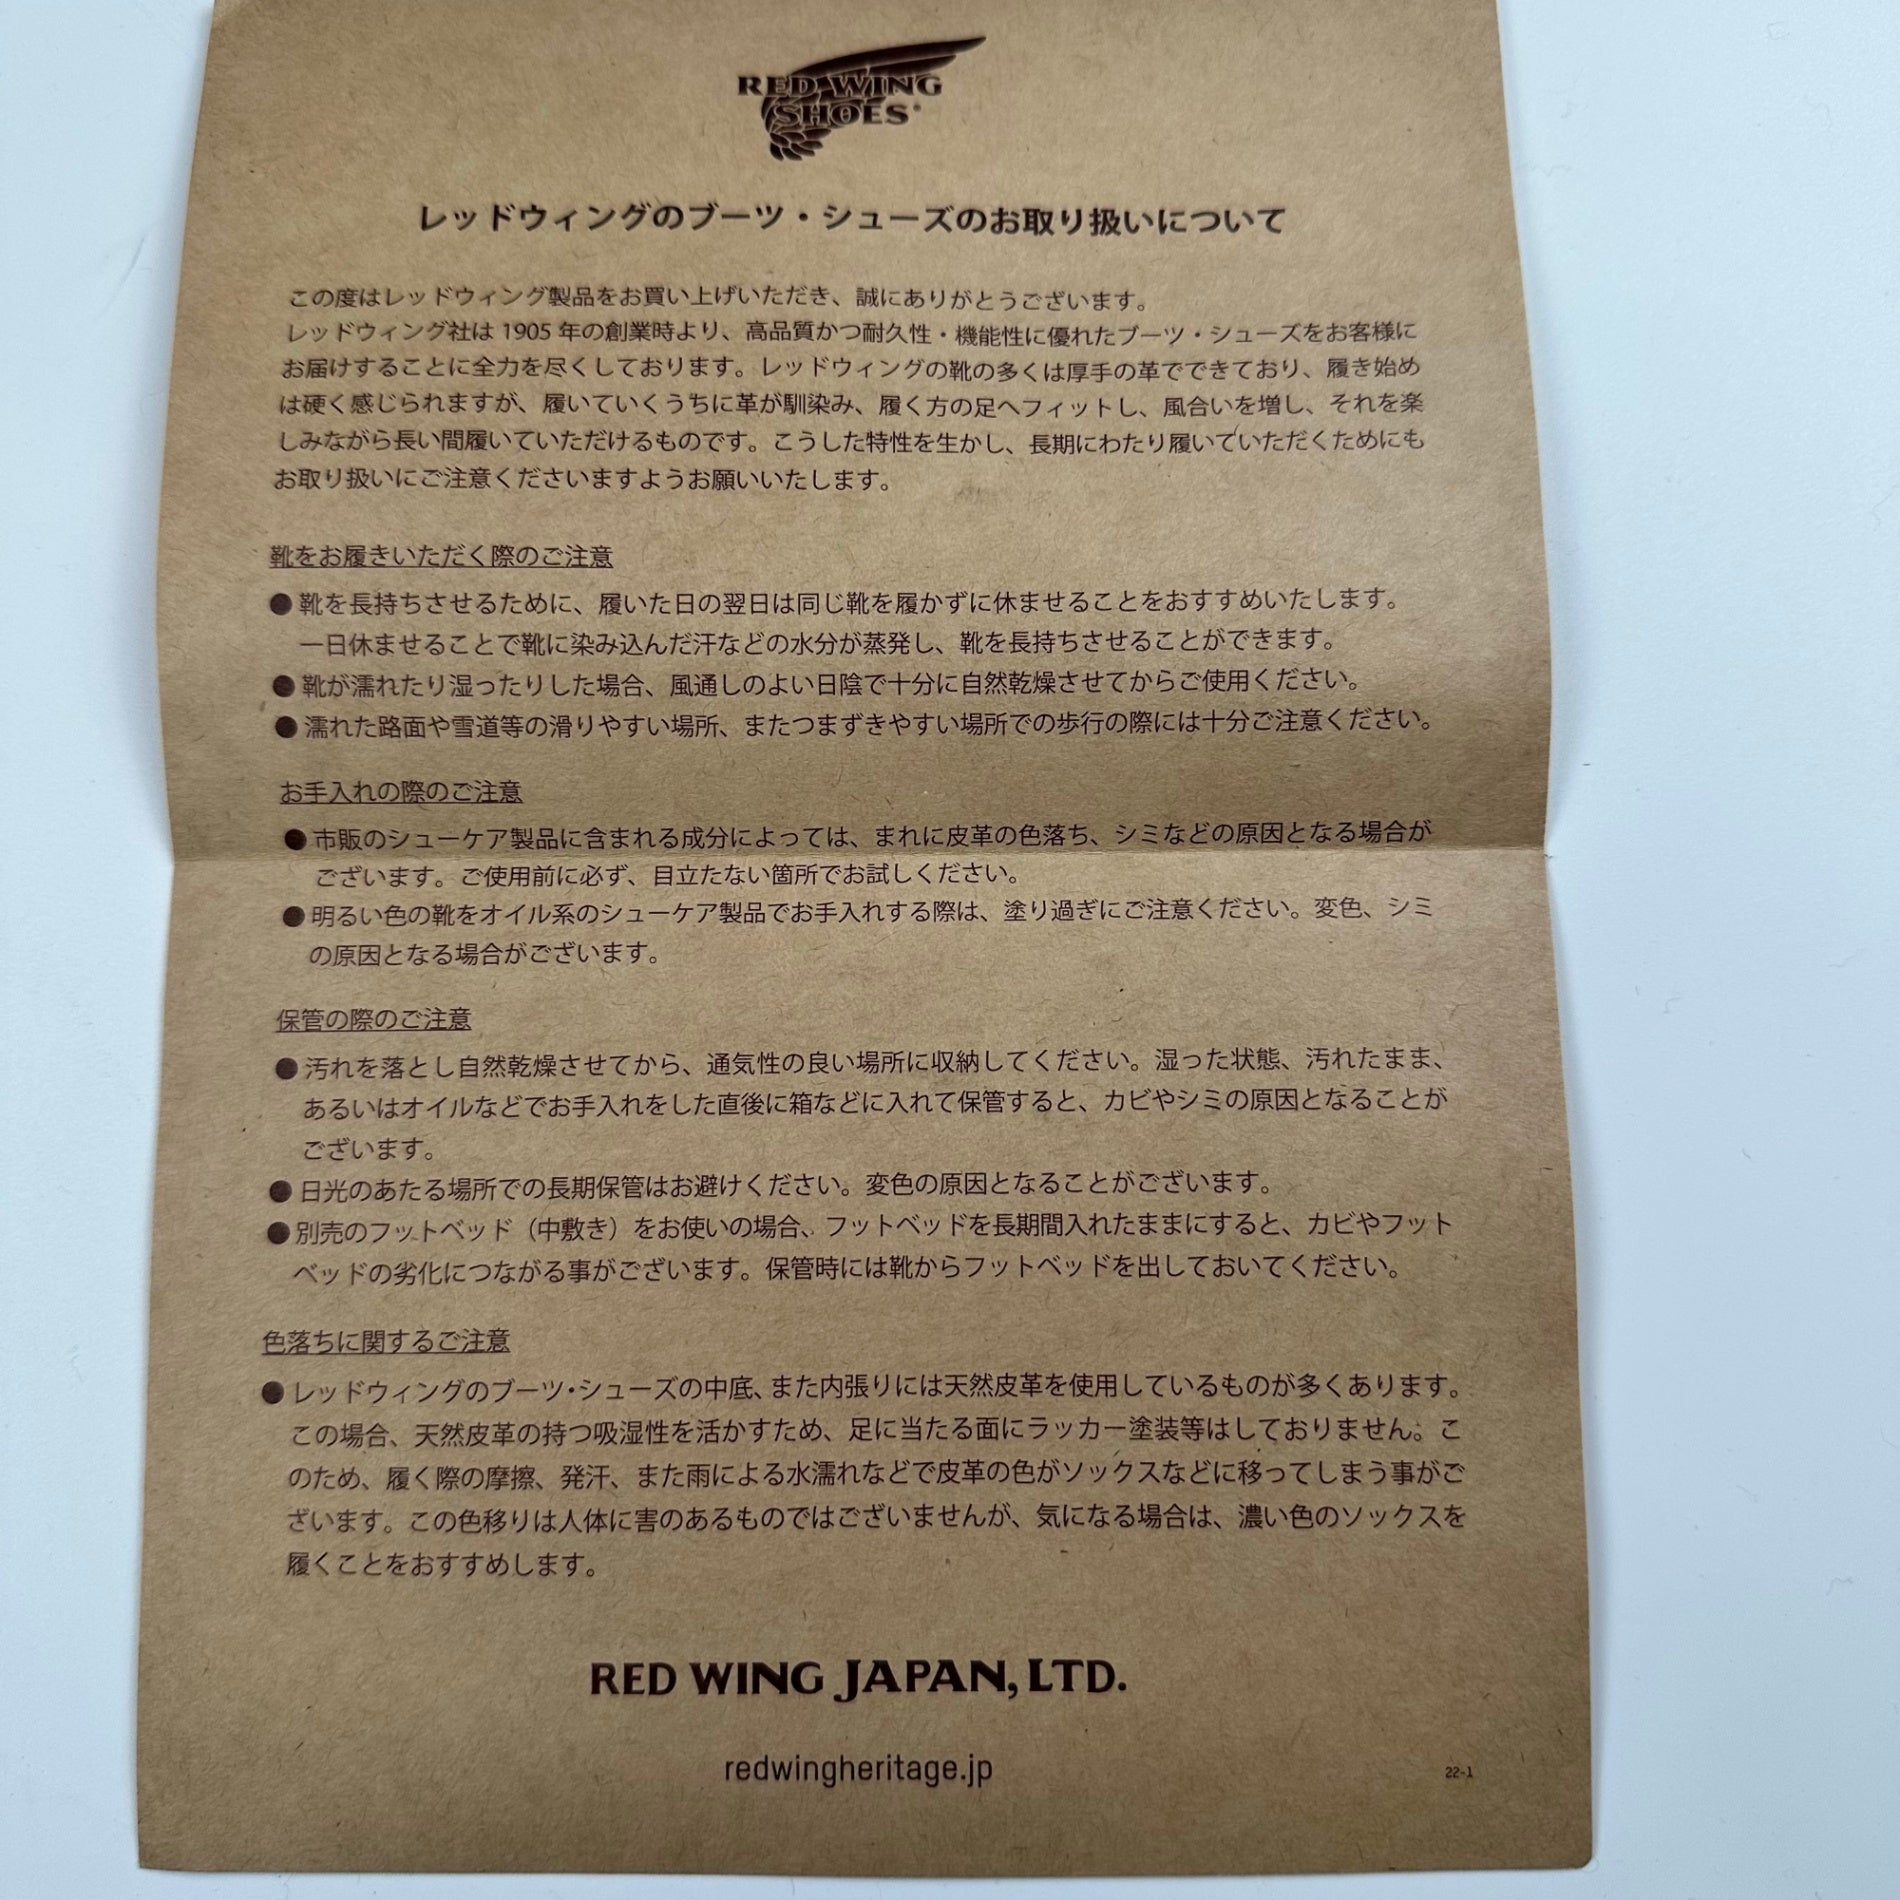 RED WING
SHOES®
レッドウィングのブーツ・シューズのお取り扱いについて
この度はレッドウィング製品をお買い上げいただき、誠にありがとうございます。
レッドウィング社は 1905 年の創業時より、高品質かつ耐久性・機能性に優れたブーツ・シューズをお客様に
お届けすることに全力を尽くしております。レッドウィングの靴の多くは厚手の革でできており、履き始め
は硬く感じられますが、履いていくうちに革が馴染み、履く方の足へフィットし、風合いを増し、それを楽
しみながら長い間履いていただけるものです。こうした特性を生かし、長期にわたり履いていただくためにも
お取り扱いにご注意くださいますようお願いいたします。
靴をお履きいただく際のご注意
● 靴を長持ちさせるために、履いた日の翌日は同じ靴を履かずに休ませることをおすすめいたします。
一日休ませることで靴に染み込んだ汗などの水分が蒸発し、靴を長持ちさせることができます。
● 靴が濡れたり湿ったりした場合、風通しのよい日陰で十分に自然乾燥させてからご使用ください。
● 濡れた路面や雪道等の滑りやすい場所、またつまずきやすい場所での歩行の際には十分ご注意ください。
お手入れの際のご注意
● 市販のシューケア製品に含まれる成分によっては、まれに皮革の色落ち、シミなどの原因となる場合が
ございます。ご使用前に必ず、目立たない箇所でお試しください。
● 明るい色の靴をオイル系のシューケア製品でお手入れする際は、塗り過ぎにご注意ください。変色、シミ
の原因となる場合がございます。
保管の際のご注意
● 汚れを落とし自然乾燥させてから、通気性の良い場所に収納してください。湿った状態、汚れたまま、
あるいはオイルなどでお手入れをした直後に箱などに入れて保管すると、カビやシミの原因となることが
ございます。
● 日光のあたる場所での長期保管はお避けください。変色の原因となることがございます。
● 別売のフットベッド（中敷き）をお使いの場合、フットベッドを長期間入れたままにすると、カビやフット
ベッドの劣化につながる事がございます。保管時には靴からフットベッドを出しておいてください。
色落ちに関するご注意
● レッドウィングのブーツ・シューズの中底、また内張りには天然皮革を使用しているものが多くあります。
この場合、天然皮革の持つ吸湿性を活かすため、足に当たる面にラッカー塗装等はしておりません。こ
のため、履く際の摩擦、発汗、また雨による水濡れなどで皮革の色がソックスなどに移ってしまう事がご
ざいます。この色移りは人体に害のあるものではございませんが、気になる場合は、濃い色のソックスを
履くことをおすすめします。
RED WING JAPAN, LTD.
redwingheritage.jp
22-1